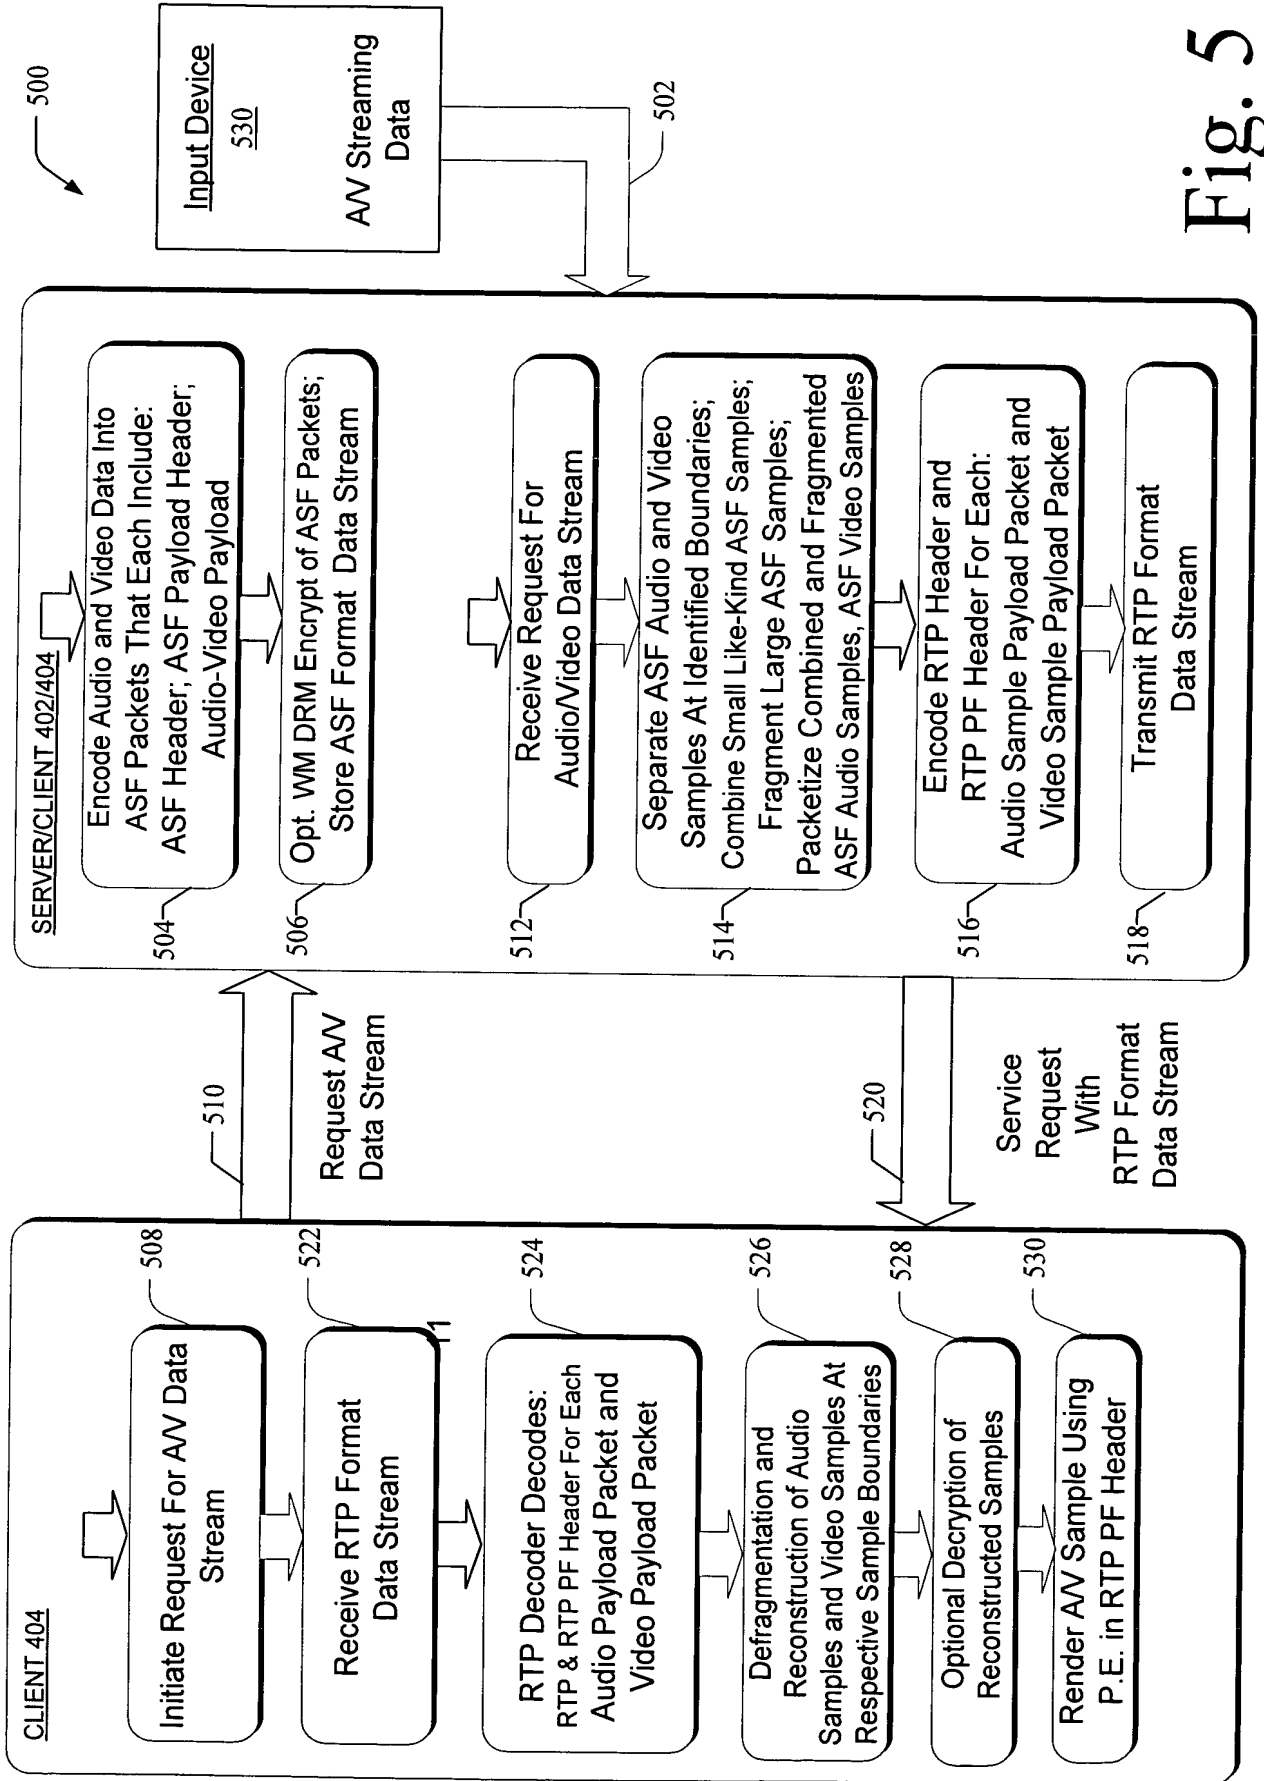 500
CLIENT 404
Initiate Request For A/V Data
Stream
508
Receive RTP Format
Data Stream
522
11
RTP Decoder Decodes:
RTP & RTP PF Header For Each
Audio Payload Packet and
Video Payload Packet
524
Defragmentation and
Reconstruction of Audio
Samples and Video Samples At
Respective Sample Boundaries
526
Optional Decryption of
Reconstructed Samples
528
Render A/V Sample Using
P.E. in RTP PF Header
530
510
Request A/V
Data Stream
520
Service
Request
With
RTP Format
Data Stream
SERVER/CLIENT 402/404
Encode Audio and Video Data Into
ASF Packets That Each Include:
ASF Header; ASF Payload Header;
Audio-Video Payload
504
Opt. WM DRM Encrypt of ASF Packets;
Store ASF Format Data Stream
506
Receive Request For
Audio/Video Data Stream
512
Separate ASF Audio and Video
Samples At Identified Boundaries;
Combine Small Like-Kind ASF Samples;
Fragment Large ASF Samples;
Packetize Combined and Fragmented
ASF Audio Samples, ASF Video Samples
514
Encode RTP Header and
RTP PF Header For Each:
Audio Sample Payload Packet and
Video Sample Payload Packet
516
Transmit RTP Format
Data Stream
518
Input Device
530
A/V Streaming
Data
502
Fig. 5